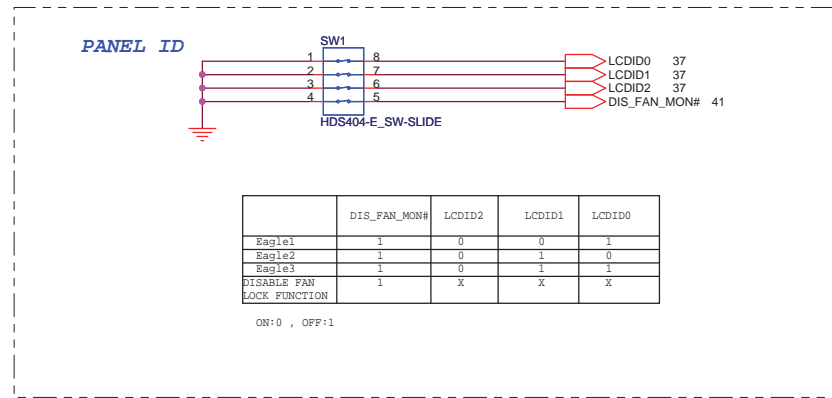 PANEL ID
SW1
1 8 LCDID0 37
2 7 LCDID1 37
3 6 LCDID2 37
4 5 DIS_FAN_MON# 41
HDS404-E_SW-SLIDE
DIS_FAN_MON# LCDID2 LCDID1 LCDID0
Eagle1 1 0 0 1
Eagle2 1 0 1 0
Eagle3 1 0 1 1
DISABLE FAN 1 X X X
LOCK FUNCTION
ON:0 , OFF:1